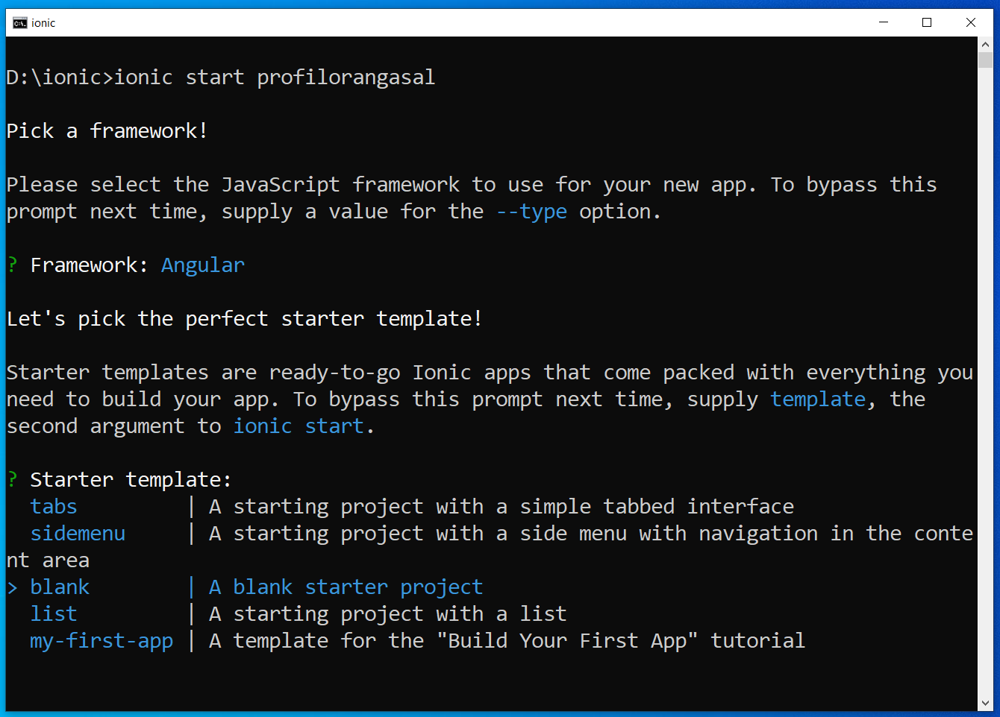 ionic
D:\ionic>ionic start profilorangasal
Pick a framework!
Please select the JavaScript framework to use for your new app. To bypass this
prompt next time, supply a value for the --type option.
? Framework: Angular
Let's pick the perfect starter template!
Starter templates are ready-to-go Ionic apps that come packed with everything you
need to build your app. To bypass this prompt next time, supply template, the
second argument to ionic start.
? Starter template:
tabs | A starting project with a simple tabbed interface
sidemenu | A starting project with a side menu with navigation in the conte
nt area
> blank | A blank starter project
list | A starting project with a list
my-first-app | A template for the "Build Your First App" tutorial